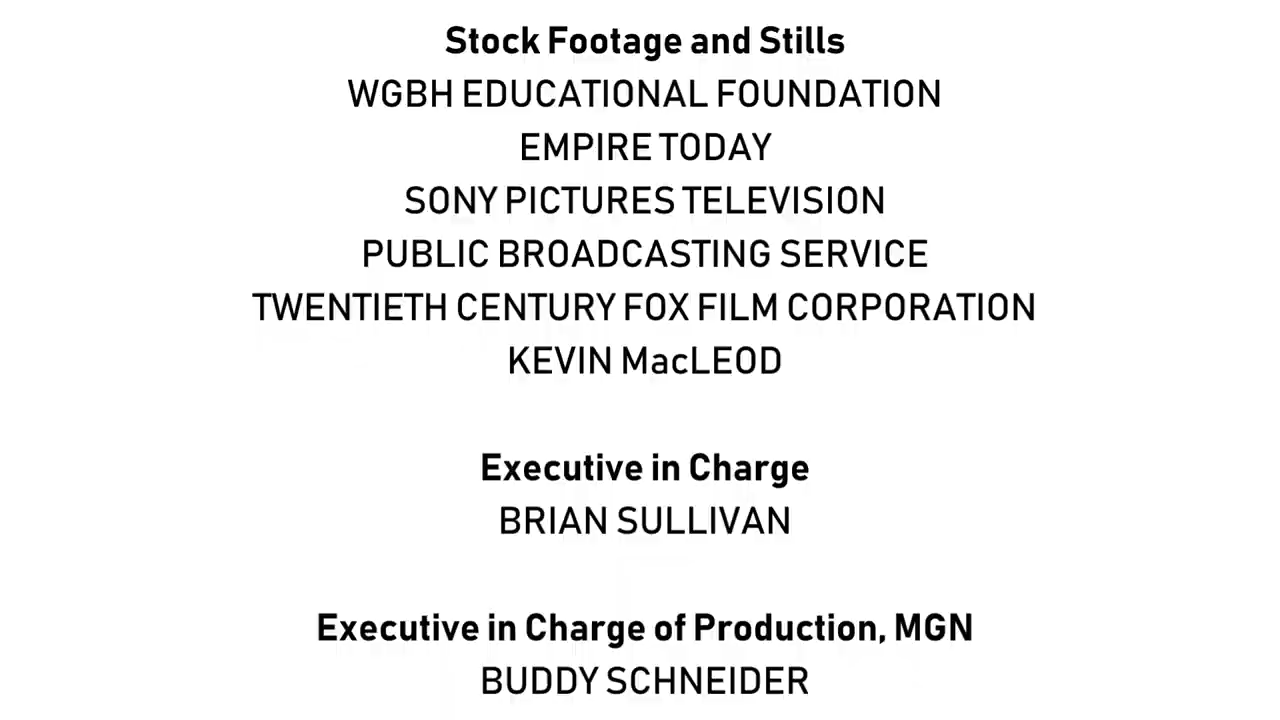 Stock Footage and Stills
WGBH EDUCATIONAL FOUNDATION
EMPIRE TODAY
SONY PICTURES TELEVISION
PUBLIC BROADCASTING SERVICE
TWENTIETH CENTURY FOX FILM CORPORATION
KEVIN MacLEOD
Executive in Charge
BRIAN SULLIVAN
Executive in Charge of Production, MGN
BUDDY SCHNEIDER